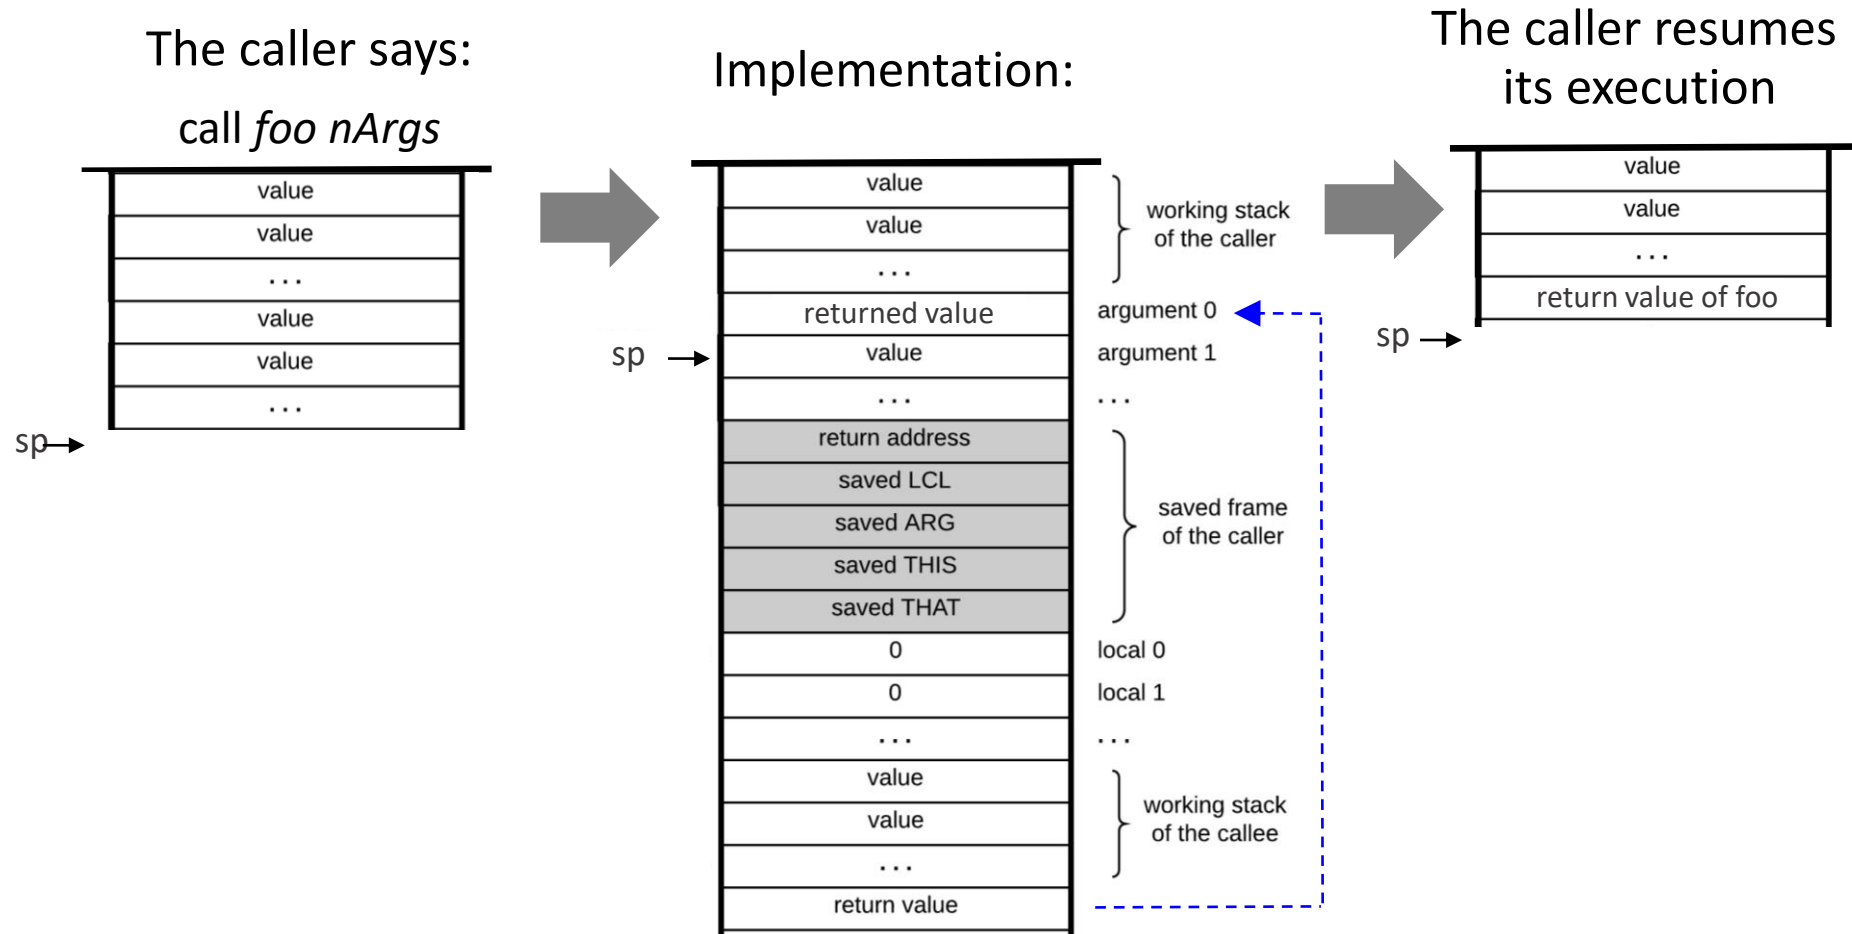 The caller says:
call foo nArgs
value
value
...
value
value
...
sp
Implementation:
value
value
...
returned value
value
...
return address
saved LCL
saved ARG
saved THIS
saved THAT
0
0
...
value
value
...
return value
sp
working stack
of the caller
argument 0
argument 1
...
saved frame
of the caller
local 0
local 1
...
working stack
of the callee
The caller resumes
its execution
value
value
...
return value of foo
sp